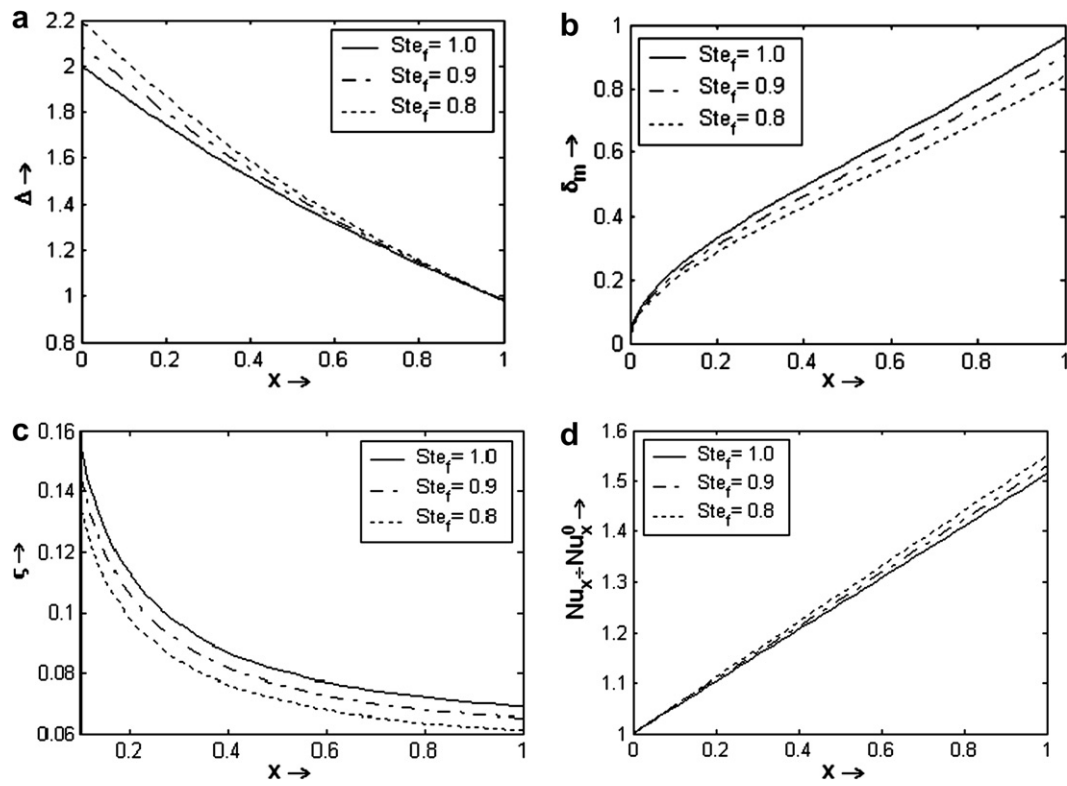 a
2.2
2
1.8
1.6
1.4
1.2
1
0.8
0 0.2 0.4 0.6 0.8 1
Δ →
X →
Ste_f= 1.0
Ste_f= 0.9
Ste_f= 0.8
b
1
0.8
0.6
0.4
0.2
0
0 0.2 0.4 0.6 0.8 1
δ_m →
X →
Ste_f= 1.0
Ste_f= 0.9
Ste_f= 0.8
c
0.16
0.14
0.12
0.1
0.08
0.06
0.2 0.4 0.6 0.8 1
ς →
X →
Ste_f= 1.0
Ste_f= 0.9
Ste_f= 0.8
d
1.6
1.5
1.4
1.3
1.2
1.1
1
0 0.2 0.4 0.6 0.8 1
Nu_x÷Nu_x^0 →
X →
Ste_f= 1.0
Ste_f= 0.9
Ste_f= 0.8